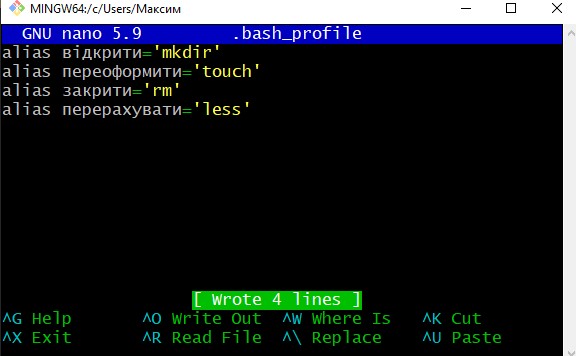 MINGW64:/c/Users/Максим
GNU nano 5.9 .bash_profile
alias відкрити='mkdir'
alias переоформити='touch'
alias закрити='rm'
alias перерахувати='less'
[ Wrote 4 lines ]
^G Help ^O Write Out ^W Where Is ^K Cut
^X Exit ^R Read File ^\ Replace ^U Paste